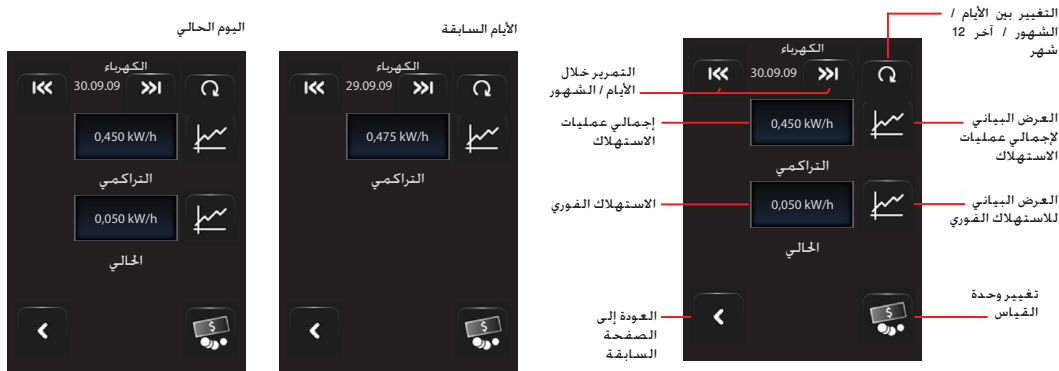 اليوم الحالي
الكهرباء
30.09.09
0,450 kW/h
التراكمي
0,050 kW/h
الحالي
$
الأيام السابقة
الكهرباء
29.09.09
0,475 kW/h
التراكمي
$
التغيير بين الأيام /
الشهور / آخر 12
شهر
التمرير خلال
الأيام / الشهور
إجمالي عمليات
الاستهلاك
الاستهلاك الفوري
العودة إلى
الصفحة
السابقة
الكهرباء
30.09.09
0,450 kW/h
التراكمي
0,050 kW/h
الحالي
$
العرض البياني
لإجمالي عمليات
الاستهلاك
العرض البياني
للاستهلاك الفوري
تغيير وحدة
القياس